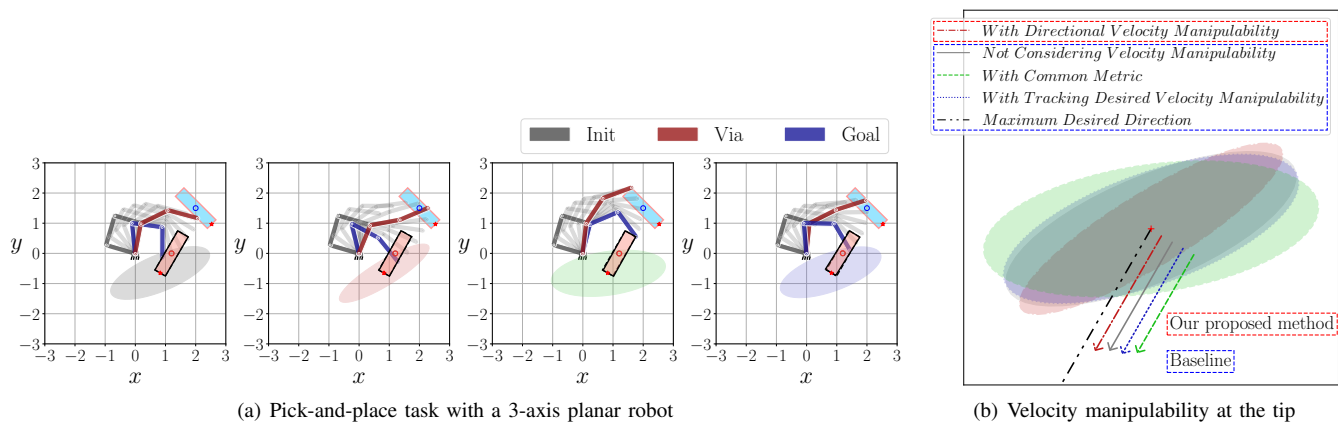 With Directional Velocity Manipulability
Not Considering Velocity Manipulability
With Common Metric
With Tracking Desired Velocity Manipulability
Maximum Desired Direction
Init Via Goal
3 3 3 3
2 2 2 2
1 1 1 1
y 0 y 0 y 0 y 0
−1 −1 −1 −1
−2 −2 −2 −2
−3 −3 −3 −3
−3 −2 −1 0 1 2 3 −3 −2 −1 0 1 2 3 −3 −2 −1 0 1 2 3 −3 −2 −1 0 1 2 3
x x x x
Our proposed method
Baseline
(a) Pick-and-place task with a 3-axis planar robot
(b) Velocity manipulability at the tip